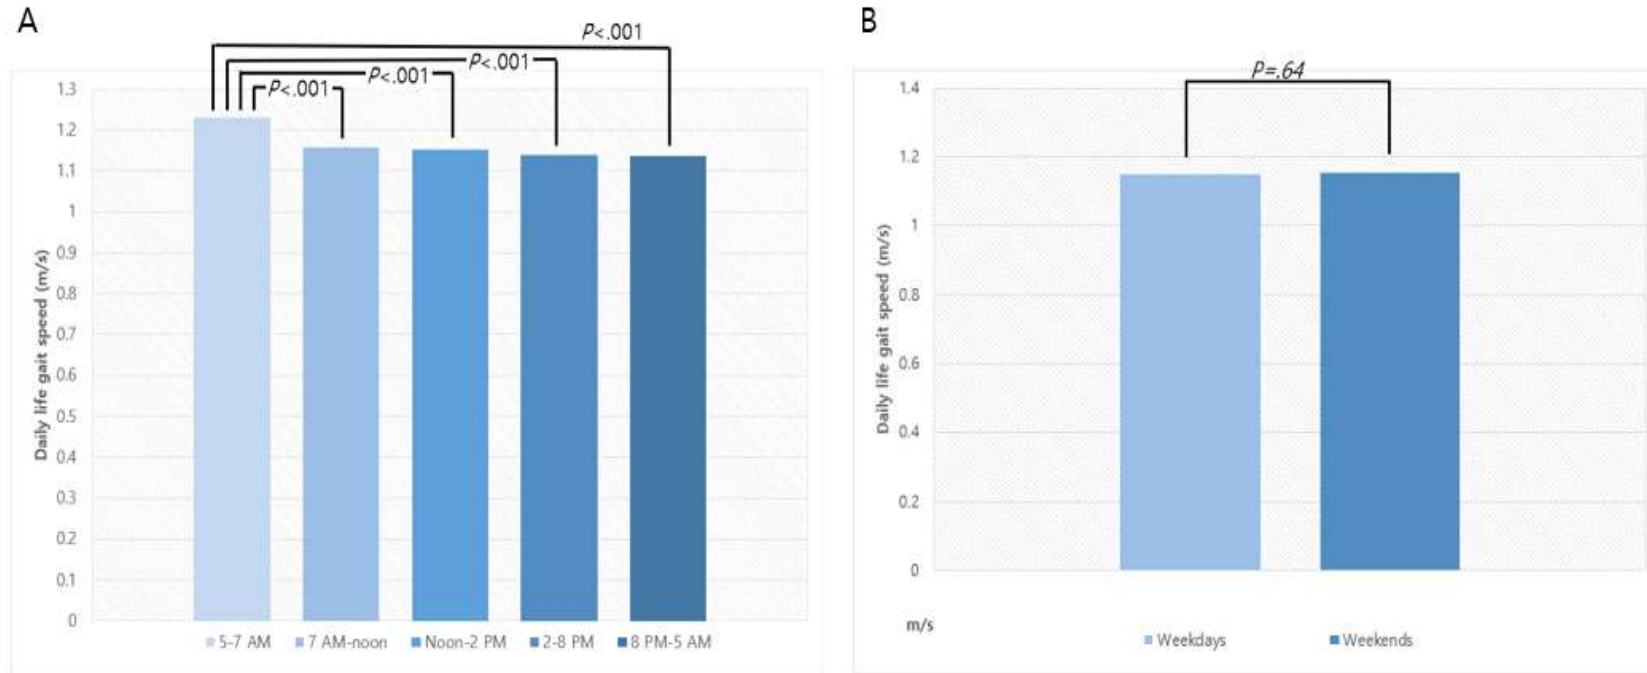 A
P<.001
P<.001
P<.001
P<.001
1.3
1.2
1.1
1
0.9
0.8
0.7
0.6
0.5
0.4
0.3
0.2
0.1
0
Daily life gait speed (m/s)
5-7 AM 7 AM-noon Noon-2 PM 2-8 PM 8 PM-5 AM
B
P=.64
1.4
1.2
1
0.8
0.6
0.4
0.2
0
Daily life gait speed (m/s)
m/s
Weekdays Weekends